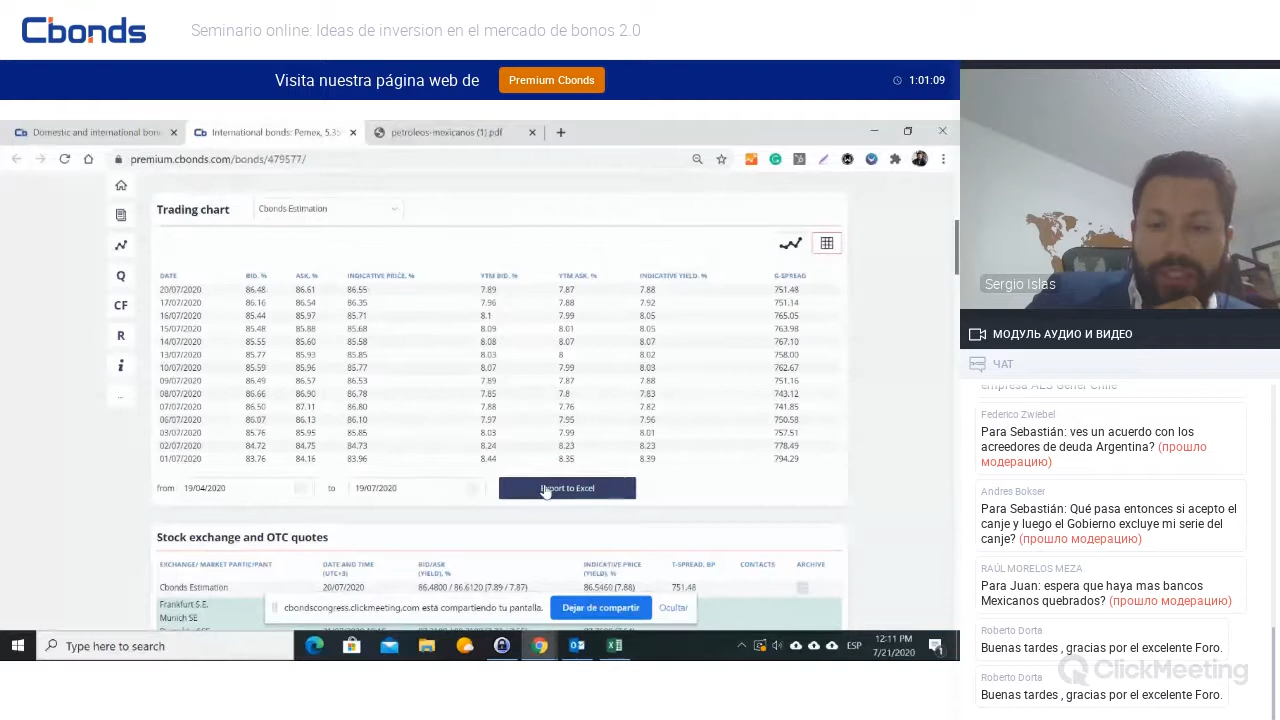 Cbonds
Seminario online: Ideas de inversion en el mercado de bonos 2.0
Visita nuestra página web de
Premium Cbonds
1:01:09
Domestic and international bon
International bonds: Pemex, 5.35
petroleos-mexicanos (1).pdf
premium.cbonds.com/bonds/479577/
Q
CF
R
i
Trading chart
Cbonds Estimation
DATE BID, % ASK, % INDICATIVE PRICE, % YTM BID, % YTM ASK, % INDICATIVE YIELD, % G-SPREAD
20/07/2020 86.48 86.61 86.55 7.89 7.87 7.88 751.48
17/07/2020 86.16 86.54 86.35 7.96 7.88 7.92 751.14
16/07/2020 85.44 85.97 85.71 8.1 7.99 8.05 765.05
15/07/2020 85.48 85.88 85.68 8.09 8.01 8.05 763.98
14/07/2020 85.55 85.60 85.58 8.08 8.07 8.07 767.10
13/07/2020 85.77 85.93 85.85 8.03 8 8.02 758.00
10/07/2020 85.59 85.96 85.77 8.07 7.99 8.03 762.67
09/07/2020 86.49 86.57 86.53 7.89 7.87 7.88 751.16
08/07/2020 86.66 86.90 86.78 7.85 7.8 7.83 743.12
07/07/2020 86.50 87.11 86.80 7.88 7.76 7.82 741.85
06/07/2020 86.07 86.13 86.10 7.97 7.95 7.96 750.58
03/07/2020 85.76 85.95 85.85 8.03 7.99 8.01 757.51
02/07/2020 84.72 84.75 84.73 8.24 8.23 8.23 778.49
01/07/2020 83.76 84.16 83.96 8.44 8.35 8.39 794.29
from 19/04/2020 to 19/07/2020 Export to Excel
Stock exchange and OTC quotes
EXCHANGE/ MARKET PARTICIPANT DATE AND TIME (UTC+3) BID/ASK (YIELD), % INDICATIVE PRICE (YIELD), % T-SPREAD, BP CONTACTS ARCHIVE
Cbonds Estimation 20/07/2020 86.4800 / 86.6120 (7.89 / 7.87) 86.5460 (7.88) 751.48
Frankfurt S.E.
Munich SE
cbondscongress.clickmeeting.com está compartiendo tu pantalla.
Dejar de compartir
Ocultar
Type here to search
ESP
12:11 PM
7/21/2020
Sergio Islas
МОДУЛЬ АУДИО И ВИДЕО
ЧАТ
empresa AES Gener Chile
Federico Zwiebel
Para Sebastián: ves un acuerdo con los
acreedores de deuda Argentina? (прошло
модерацию)
Andres Bokser
Para Sebastián: Qué pasa entonces si acepto el
canje y luego el Gobierno excluye mi serie del
canje? (прошло модерацию)
RAÚL MORELOS MEZA
Para Juan: espera que haya mas bancos
Mexicanos quebrados? (прошло модерацию)
Roberto Dorta
Buenas tardes , gracias por el excelente Foro.
Roberto Dorta
Buenas tardes , gracias por el excelente Foro.
ClickMeeting